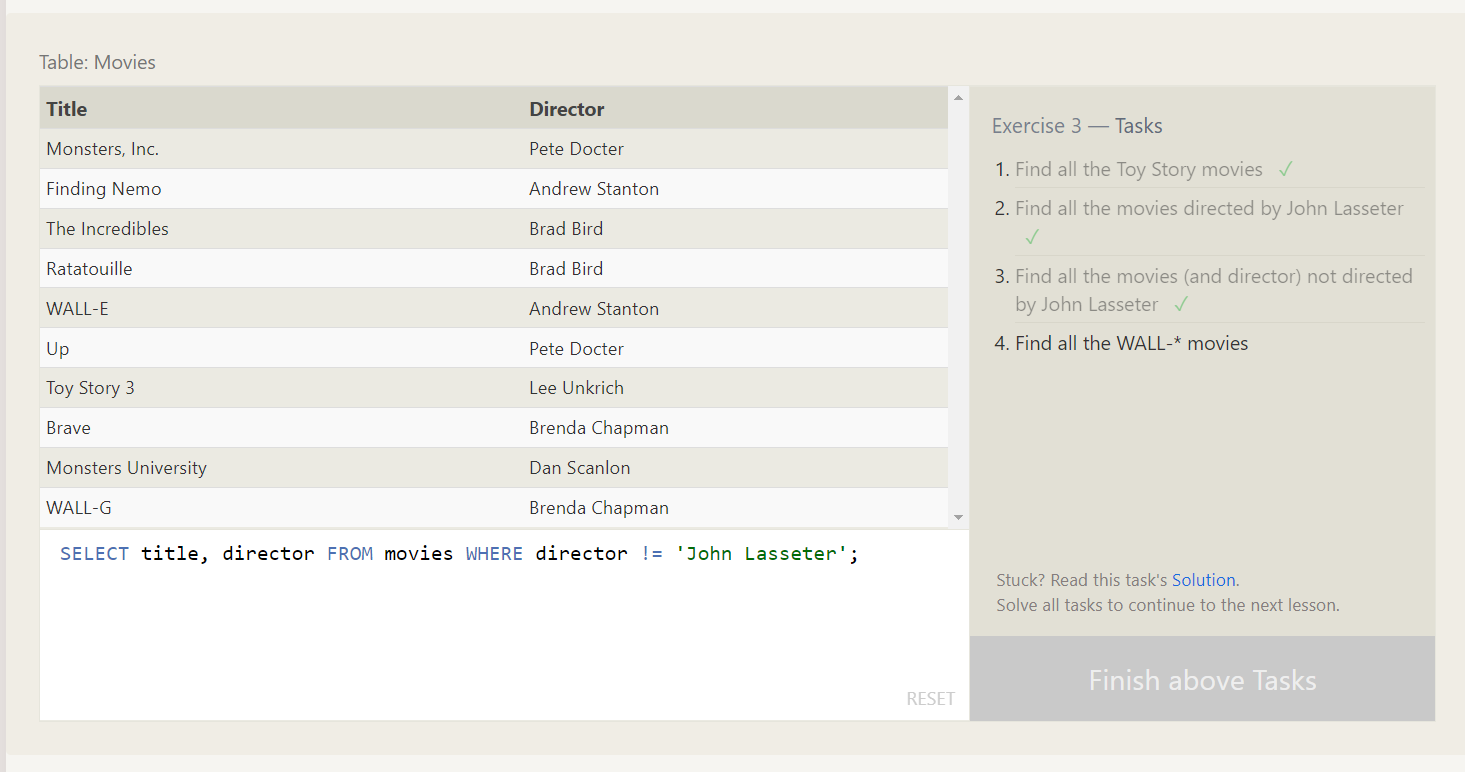 Table: Movies
Title Director
Monsters, Inc. Pete Docter
Finding Nemo Andrew Stanton
The Incredibles Brad Bird
Ratatouille Brad Bird
WALL-E Andrew Stanton
Up Pete Docter
Toy Story 3 Lee Unkrich
Brave Brenda Chapman
Monsters University Dan Scanlon
WALL-G Brenda Chapman
SELECT title, director FROM movies WHERE director != 'John Lasseter';
RESET
Exercise 3 — Tasks
1. Find all the Toy Story movies ✓
2. Find all the movies directed by John Lasseter
✓
3. Find all the movies (and director) not directed
by John Lasseter ✓
4. Find all the WALL-* movies
Stuck? Read this task's Solution.
Solve all tasks to continue to the next lesson.
Finish above Tasks